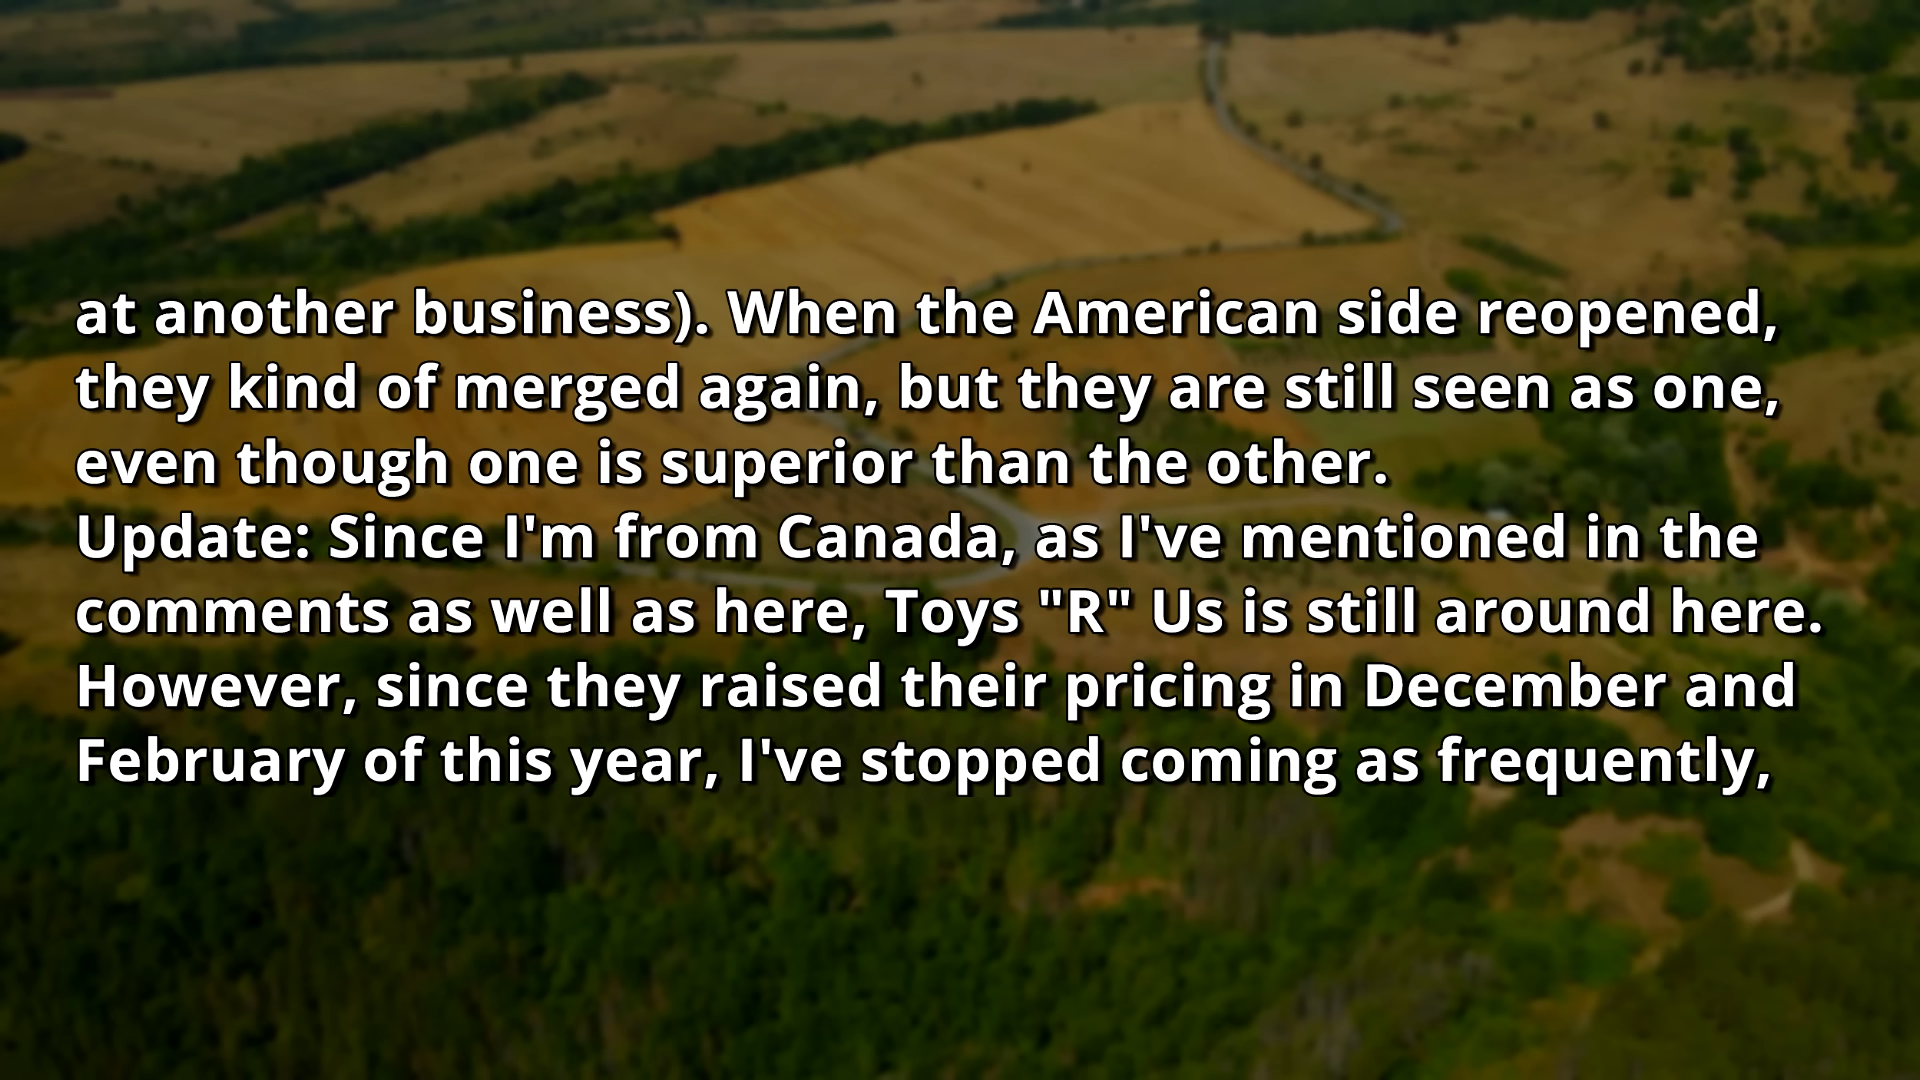 at another business). When the American side reopened,
they kind of merged again, but they are still seen as one,
even though one is superior than the other.
Update: Since I'm from Canada, as I've mentioned in the
comments as well as here, Toys "R" Us is still around here.
However, since they raised their pricing in December and
February of this year, I've stopped coming as frequently,